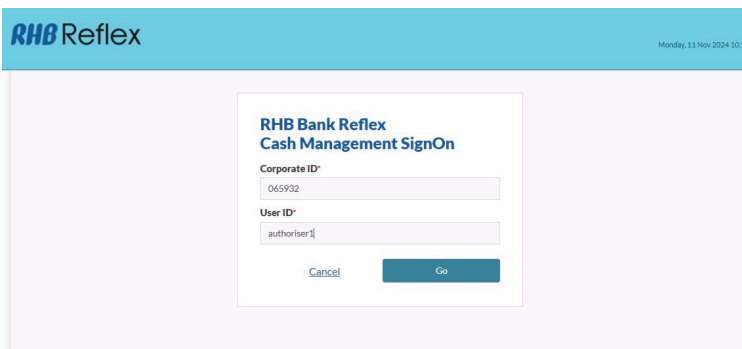 RHB Reflex
Monday, 11 Nov 2024 10:
RHB Bank Reflex
Cash Management SignOn
Corporate ID*
065932
User ID*
authoriser1
Cancel
Go